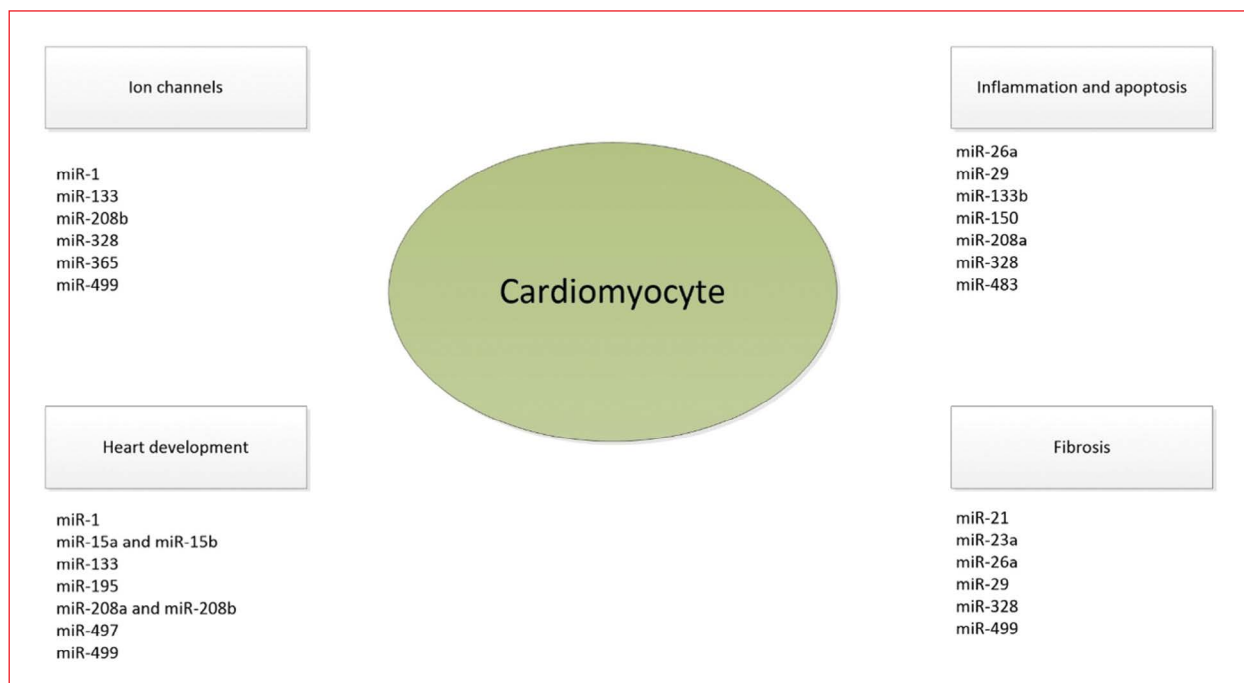 Ion channels
miR-1
miR-133
miR-208b
miR-328
miR-365
miR-499
Inflammation and apoptosis
miR-26a
miR-29
miR-133b
miR-150
miR-208a
miR-328
miR-483
Cardiomyocyte
Heart development
miR-1
miR-15a and miR-15b
miR-133
miR-195
miR-208a and miR-208b
miR-497
miR-499
Fibrosis
miR-21
miR-23a
miR-26a
miR-29
miR-328
miR-499